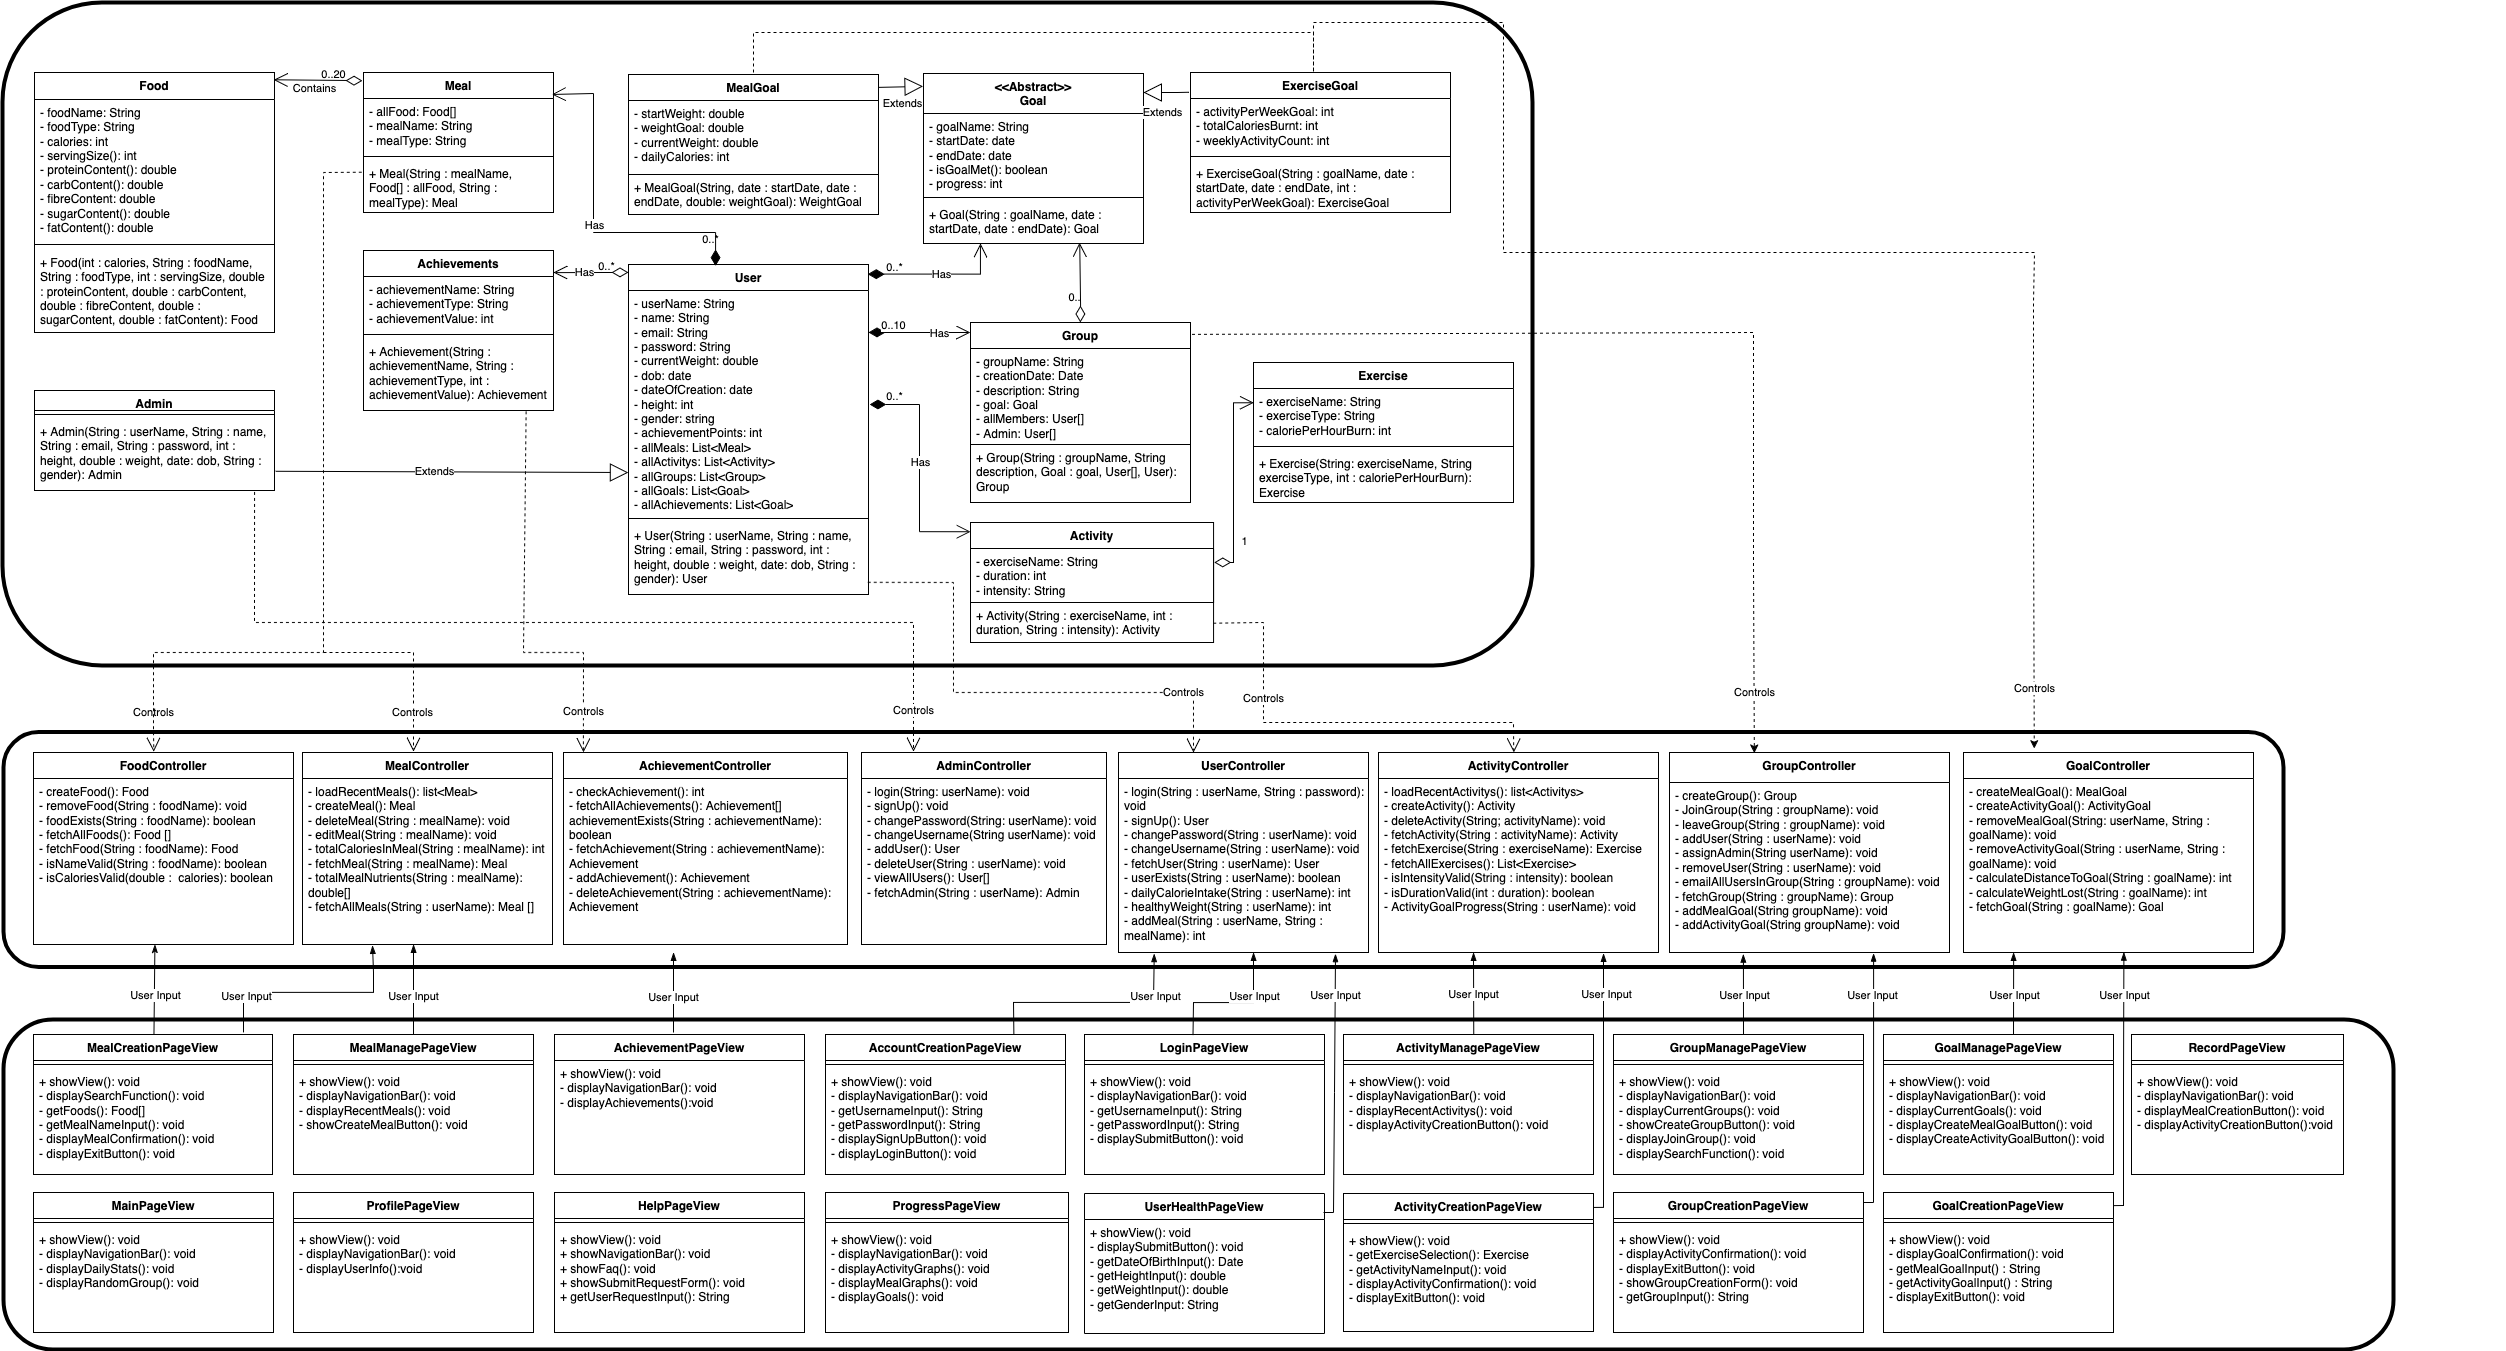 Food
- foodName: String
- foodType: String
- calories: int
- servingSize(): int
- proteinContent(): double
- carbContent(): double
- fibreContent: double
- sugarContent(): double
- fatContent(): double
+ Food(int : calories, String : foodName,
String : foodType, int : servingSize, double
: proteinContent, double : carbContent,
double : fibreContent, double :
sugarContent, double : fatContent): Food
0..20
Contains
Meal
- allFood: Food[]
- mealName: String
- mealType: String
+ Meal(String : mealName,
Food[] : allFood, String :
mealType): Meal
Has
0..*
MealGoal
- startWeight: double
- weightGoal: double
- currentWeight: double
- dailyCalories: int
+ MealGoal(String, date : startDate, date :
endDate, double: weightGoal): WeightGoal
Extends
<<Abstract>>
Goal
- goalName: String
- startDate: date
- endDate: date
- isGoalMet(): boolean
- progress: int
+ Goal(String : goalName, date :
startDate, date : endDate): Goal
Extends
ExerciseGoal
- activityPerWeekGoal: int
- totalCaloriesBurnt: int
- weeklyActivityCount: int
+ ExerciseGoal(String : goalName, date :
startDate, date : endDate, int :
activityPerWeekGoal): ExerciseGoal
Achievements
- achievementName: String
- achievementType: String
- achievementValue: int
+ Achievement(String :
achievementName, String :
achievementType, int :
achievementValue): Achievement
Has
0..*
User
- userName: String
- name: String
- email: String
- password: String
- currentWeight: double
- dob: date
- dateOfCreation: date
- height: int
- gender: string
- achievementPoints: int
- allMeals: List<Meal>
- allActivitys: List<Activity>
- allGroups: List<Group>
- allGoals: List<Goal>
- allAchievements: List<Goal>
+ User(String : userName, String : name,
String : email, String : password, int :
height, double : weight, date: dob, String :
gender): User
0..*
Has
0..10
Has
0..*
Has
0..
Group
- groupName: String
- creationDate: Date
- description: String
- goal: Goal
- allMembers: User[]
- Admin: User[]
+ Group(String : groupName, String
description, Goal : goal, User[], User):
Group
Exercise
- exerciseName: String
- exerciseType: String
- caloriePerHourBurn: int
+ Exercise(String: exerciseName, String
exerciseType, int : caloriePerHourBurn):
Exercise
Admin
+ Admin(String : userName, String : name,
String : email, String : password, int :
height, double : weight, date: dob, String :
gender): Admin
Extends
Activity
- exerciseName: String
- duration: int
- intensity: String
+ Activity(String : exerciseName, int :
duration, String : intensity): Activity
1
Controls
Controls
Controls
Controls
Controls
Controls
Controls
Controls
FoodController
- createFood(): Food
- removeFood(String : foodName): void
- foodExists(String : foodName): boolean
- fetchAllFoods(): Food []
- fetchFood(String : foodName): Food
- isNameValid(String : foodName): boolean
- isCaloriesValid(double :  calories): boolean
MealController
- loadRecentMeals(): list<Meal>
- createMeal(): Meal
- deleteMeal(String : mealName): void
- editMeal(String : mealName): void
- totalCaloriesInMeal(String : mealName): int
- fetchMeal(String : mealName): Meal
- totalMealNutrients(String : mealName):
double[]
- fetchAllMeals(String : userName): Meal []
AchievementController
- checkAchievement(): int
- fetchAllAchievements(): Achievement[]
achievementExists(String : achievementName):
boolean
- fetchAchievement(String : achievementName):
Achievement
- addAchievement(): Achievement
- deleteAchievement(String : achievementName):
Achievement
AdminController
- login(String: userName): void
- signUp(): void
- changePassword(String: userName): void
- changeUsername(String userName): void
- addUser(): User
- deleteUser(String : userName): void
- viewAllUsers(): User[]
- fetchAdmin(String : userName): Admin
UserController
- login(String : userName, String : password):
void
- signUp(): User
- changePassword(String : userName): void
- changeUsername(String : userName): void
- fetchUser(String : userName): User
- userExists(String : userName): boolean
- dailyCalorieIntake(String : userName): int
- healthyWeight(String : userName): int
- addMeal(String : userName, String :
mealName): int
ActivityController
- loadRecentActivitys(): list<Activitys>
- createActivity(): Activity
- deleteActivity(String; activityName): void
- fetchActivity(String : activityName): Activity
- fetchExercise(String : exerciseName): Exercise
- fetchAllExercises(): List<Exercise>
- isIntensityValid(String : intensity): boolean
- isDurationValid(int : duration): boolean
- ActivityGoalProgress(String : userName): void
GroupController
- createGroup(): Group
- JoinGroup(String : groupName): void
- leaveGroup(String : groupName): void
- addUser(String : userName): void
- assignAdmin(String userName): void
- removeUser(String : userName): void
- emailAllUsersInGroup(String : groupName): void
- fetchGroup(String : groupName): Group
- addMealGoal(String groupName): void
- addActivityGoal(String groupName): void
GoalController
- createMealGoal(): MealGoal
- createActivityGoal(): ActivityGoal
- removeMealGoal(String: userName, String :
goalName): void
- removeActivityGoal(String : userName, String :
goalName): void
- calculateDistanceToGoal(String : goalName): int
- calculateWeightLost(String : goalName): int
- fetchGoal(String : goalName): Goal
User Input
User Input
User Input
User Input
User Input
User Input
User Input
User Input
User Input
User Input
User Input
User Input
User Input
MealCreationPageView
+ showView(): void
- displaySearchFunction(): void
- getFoods(): Food[]
- getMealNameInput(): void
- displayMealConfirmation(): void
- displayExitButton(): void
MealManagePageView
+ showView(): void
- displayNavigationBar(): void
- displayRecentMeals(): void
- showCreateMealButton(): void
AchievementPageView
+ showView(): void
- displayNavigationBar(): void
- displayAchievements():void
AccountCreationPageView
+ showView(): void
- displayNavigationBar(): void
- getUsernameInput(): String
- getPasswordInput(): String
- displaySignUpButton(): void
- displayLoginButton(): void
LoginPageView
+ showView(): void
- displayNavigationBar(): void
- getUsernameInput(): String
- getPasswordInput(): String
- displaySubmitButton(): void
ActivityManagePageView
+ showView(): void
- displayNavigationBar(): void
- displayRecentActivitys(): void
- displayActivityCreationButton(): void
GroupManagePageView
+ showView(): void
- displayNavigationBar(): void
- displayCurrentGroups(): void
- showCreateGroupButton(): void
- displayJoinGroup(): void
- displaySearchFunction(): void
GoalManagePageView
+ showView(): void
- displayNavigationBar(): void
- displayCurrentGoals(): void
- displayCreateMealGoalButton(): void
- displayCreateActivityGoalButton(): void
RecordPageView
+ showView(): void
- displayNavigationBar(): void
- displayMealCreationButton(): void
- displayActivityCreationButton():void
MainPageView
+ showView(): void
- displayNavigationBar(): void
- displayDailyStats(): void
- displayRandomGroup(): void
ProfilePageView
+ showView(): void
- displayNavigationBar(): void
- displayUserInfo():void
HelpPageView
+ showView(): void
+ showNavigationBar(): void
+ showFaq(): void
+ showSubmitRequestForm(): void
+ getUserRequestInput(): String
ProgressPageView
+ showView(): void
- displayNavigationBar(): void
- displayActivityGraphs(): void
- displayMealGraphs(): void
- displayGoals(): void
UserHealthPageView
+ showView(): void
- displaySubmitButton(): void
- getDateOfBirthInput(): Date
- getHeightInput(): double
- getWeightInput(): double
- getGenderInput: String
ActivityCreationPageView
+ showView(): void
- getExerciseSelection(): Exercise
- getActivityNameInput(): void
- displayActivityConfirmation(): void
- displayExitButton(): void
GroupCreationPageView
+ showView(): void
- displayActivityConfirmation(): void
- displayExitButton(): void
- showGroupCreationForm(): void
- getGroupInput(): String
GoalCreationPageView
+ showView(): void
- displayGoalConfirmation(): void
- getMealGoalInput() : String
- getActivityGoalInput() : String
- displayExitButton(): void